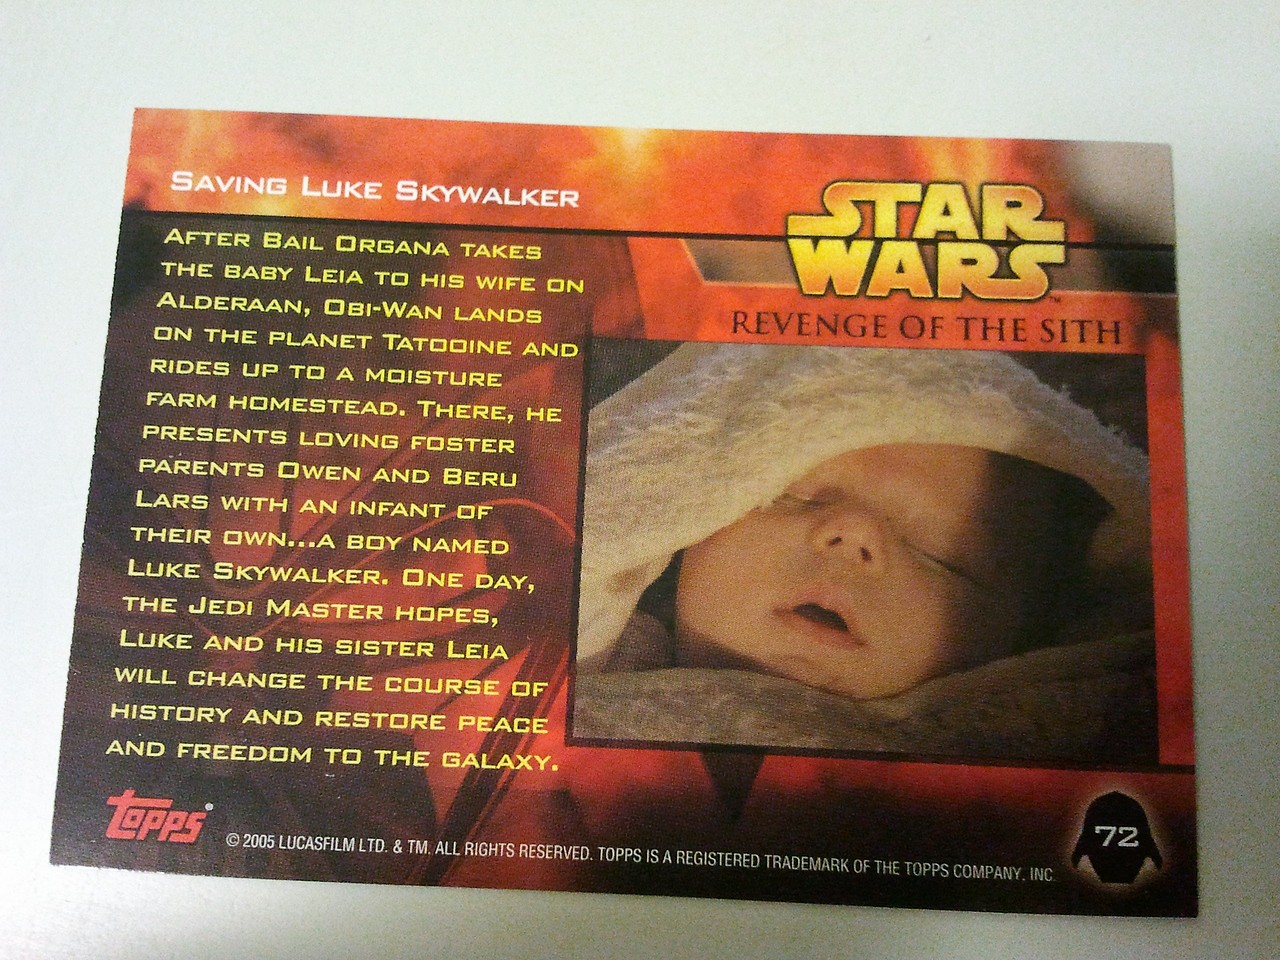 SAVING LUKE SKYWALKER
AFTER BAIL ORGANA TAKES
THE BABY LEIA TO HIS WIFE ON
ALDERAAN, OBI-WAN LANDS
ON THE PLANET TATOOINE AND
RIDES UP TO A MOISTURE
FARM HOMESTEAD. THERE, HE
PRESENTS LOVING FOSTER
PARENTS OWEN AND BERU
LARS WITH AN INFANT OF
THEIR OWN...A BOY NAMED
LUKE SKYWALKER. ONE DAY,
THE JEDI MASTER HOPES,
LUKE AND HIS SISTER LEIA
WILL CHANGE THE COURSE OF
HISTORY AND RESTORE PEACE
AND FREEDOM TO THE GALAXY.
STAR
WARS™
REVENGE OF THE SITH
Topps®
© 2005 LUCASFILM LTD. & TM. ALL RIGHTS RESERVED. TOPPS IS A REGISTERED TRADEMARK OF THE TOPPS COMPANY, INC.
72